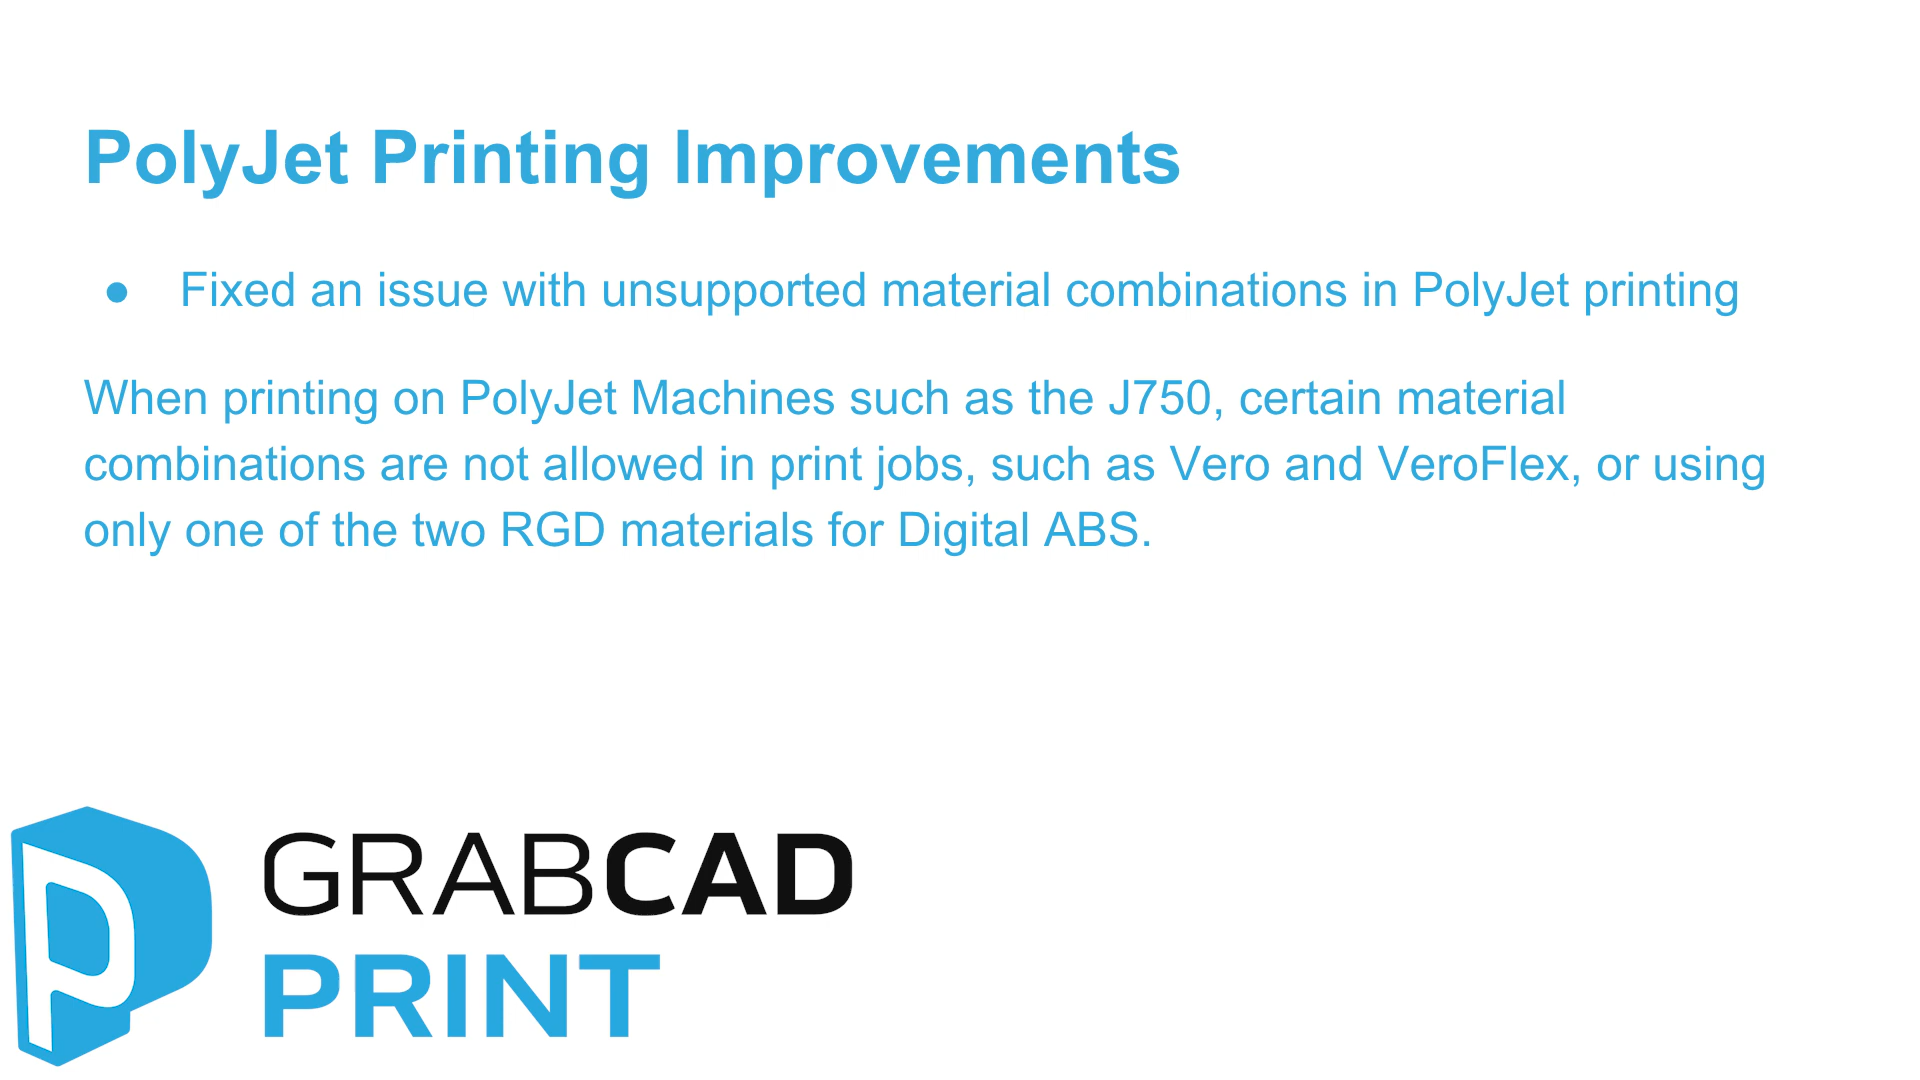 PolyJet Printing Improvements
● Fixed an issue with unsupported material combinations in PolyJet printing
When printing on PolyJet Machines such as the J750, certain material
combinations are not allowed in print jobs, such as Vero and VeroFlex, or using
only one of the two RGD materials for Digital ABS.
GRABCAD
PRINT